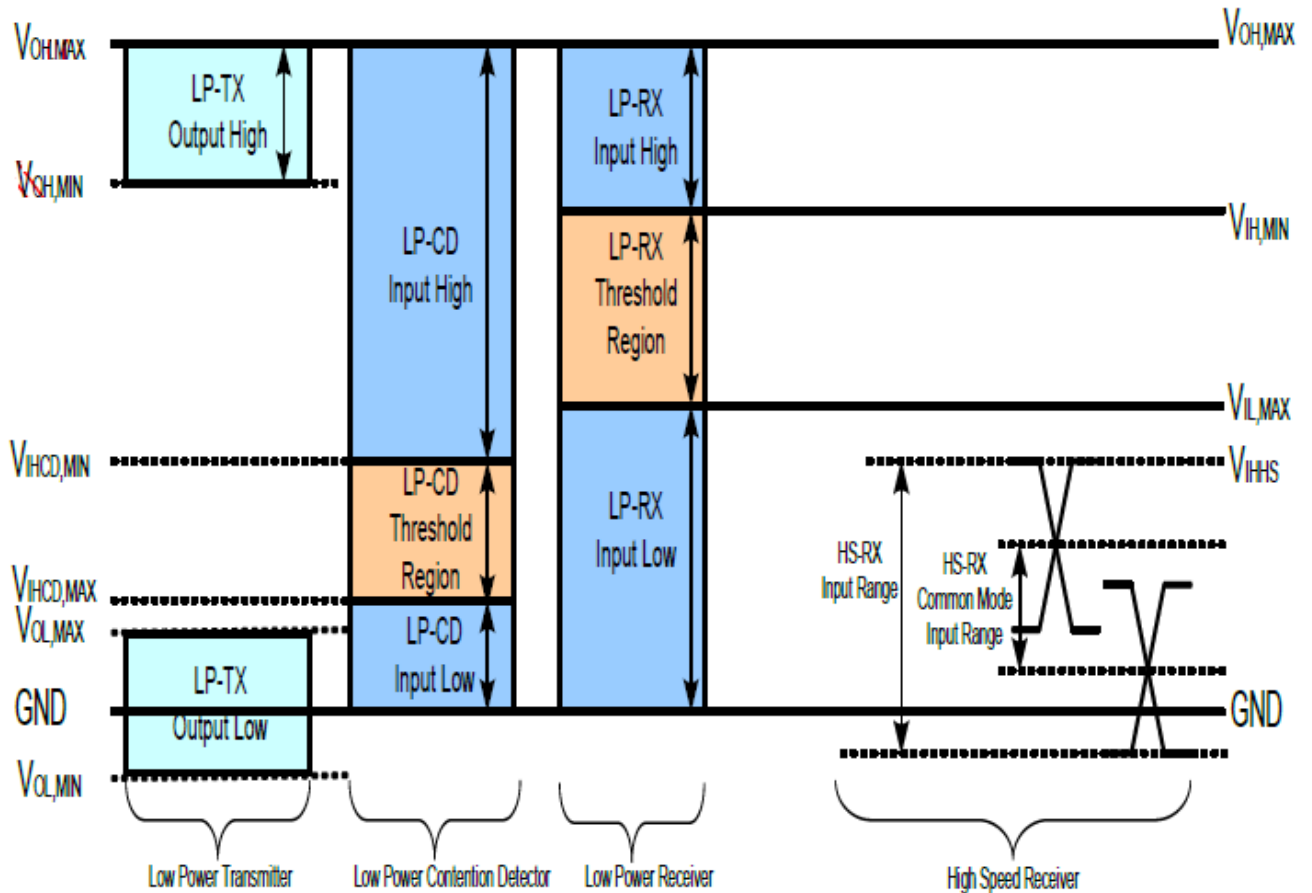 VOH,MAX
VOH,MAX
LP-TX
Output High
LP-RX
Input High
VOH,MIN
VIH,MIN
LP-CD
Input High
LP-RX
Threshold
Region
VIL,MAX
VIHCD,MIN
VIHHS
LP-CD
Threshold
Region
LP-RX
Input Low
HS-RX
Input Range
HS-RX
Common Mode
Input Range
VIHCD,MAX
VOL,MAX
LP-CD
Input Low
LP-TX
Output Low
GND
GND
VOL,MIN
Low Power Transmitter
Low Power Contention Detector
Low Power Receiver
High Speed Receiver